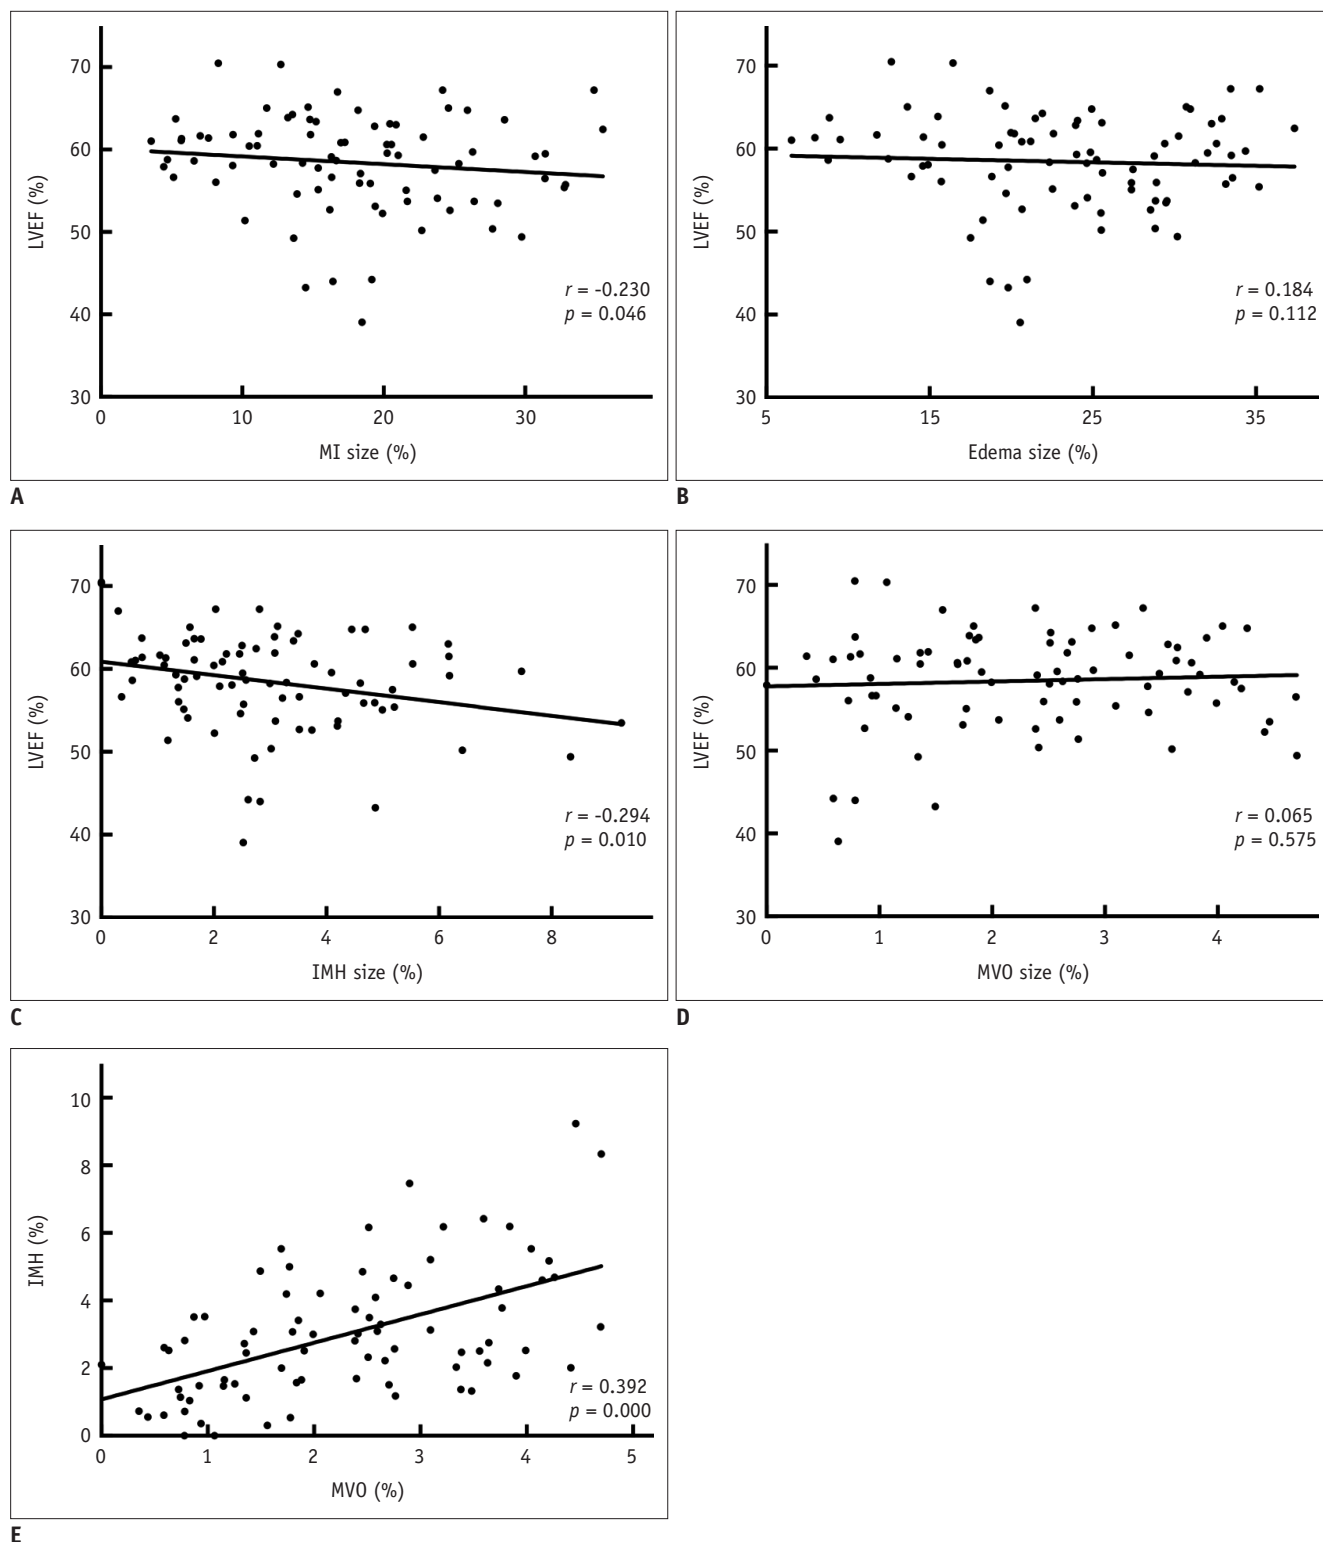 70
60
50
40
30
LVEF (%)
0 10 20 30
MI size (%)
r = -0.230
p = 0.046
A
70
60
50
40
30
LVEF (%)
5 15 25 35
Edema size (%)
r = 0.184
p = 0.112
B
70
60
50
40
30
LVEF (%)
0 2 4 6 8
IMH size (%)
r = -0.294
p = 0.010
C
70
60
50
40
30
LVEF (%)
0 1 2 3 4
MVO size (%)
r = 0.065
p = 0.575
D
10
8
6
4
2
0
IMH (%)
0 1 2 3 4 5
MVO (%)
r = 0.392
p = 0.000
E